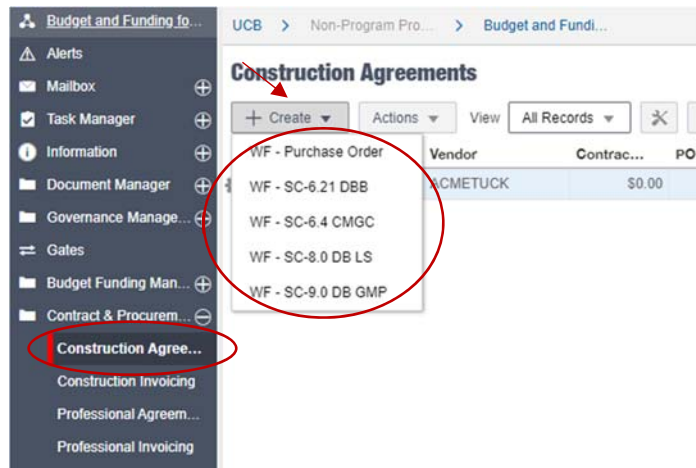 Budget and Funding fo...
Alerts
Mailbox
Task Manager
Information
Document Manager
Governance Manage...
Gates
Budget Funding Man...
Contract & Procurem...
Construction Agree...
Construction Invoicing
Professional Agreem...
Professional Invoicing
UCB > Non-Program Pro... > Budget and Fundi...
Construction Agreements
+ Create Actions View All Records
WF - Purchase Order
WF - SC-6.21 DBB
WF - SC-6.4 CMGC
WF - SC-8.0 DB LS
WF - SC-9.0 DB GMP
Vendor Contrac... PO
ACMETUCK $0.00